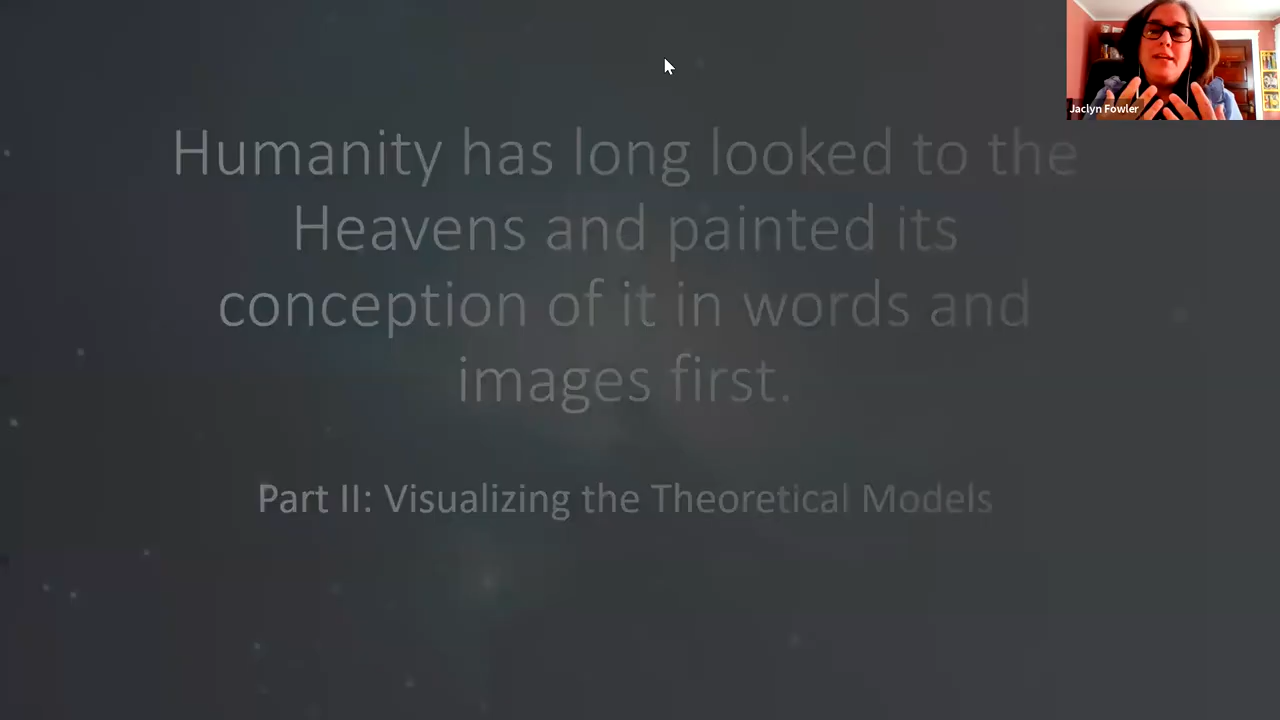 Jaclyn Fowler
Humanity has long looked to the
Heavens and painted its
conception of it in words and
images first.
Part II: Visualizing the Theoretical Models